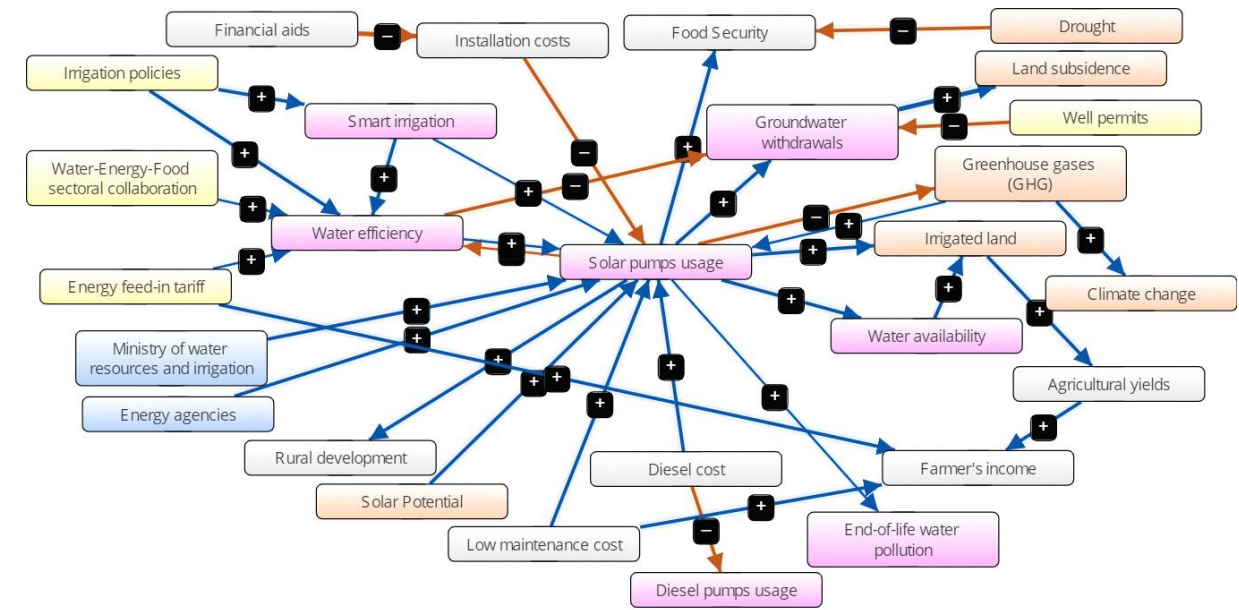 Financial aids
Installation costs
Food Security
Drought
Irrigation policies
Land subsidence
Smart irrigation
Groundwater
withdrawals
Well permits
Water-Energy-Food
sectoral collaboration
Greenhouse gases
(GHG)
Water efficiency
Irrigated land
Solar pumps usage
Energy feed-in tariff
Climate change
Water availability
Ministry of water
resources and irrigation
Agricultural yields
Energy agencies
Rural development
Diesel cost
Farmer's income
Solar Potential
Low maintenance cost
End-of-life water
pollution
Diesel pumps usage